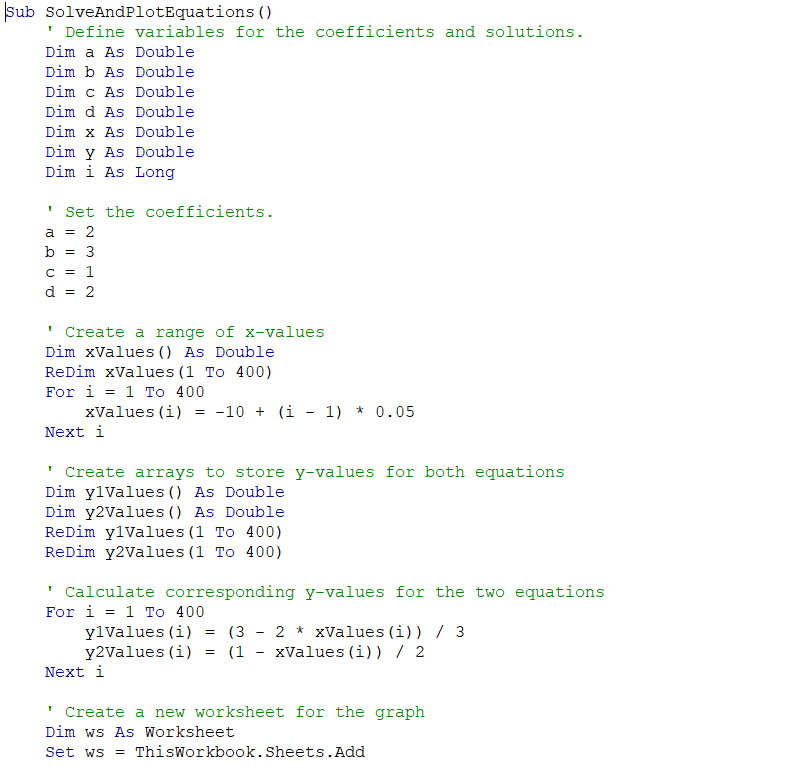 Sub SolveAndPlotEquations()
    ' Define variables for the coefficients and solutions.
    Dim a As Double
    Dim b As Double
    Dim c As Double
    Dim d As Double
    Dim x As Double
    Dim y As Double
    Dim i As Long

    ' Set the coefficients.
    a = 2
    b = 3
    c = 1
    d = 2

    ' Create a range of x-values
    Dim xValues() As Double
    ReDim xValues(1 To 400)
    For i = 1 To 400
        xValues(i) = -10 + (i - 1) * 0.05
    Next i

    ' Create arrays to store y-values for both equations
    Dim y1Values() As Double
    Dim y2Values() As Double
    ReDim y1Values(1 To 400)
    ReDim y2Values(1 To 400)

    ' Calculate corresponding y-values for the two equations
    For i = 1 To 400
        y1Values(i) = (3 - 2 * xValues(i)) / 3
        y2Values(i) = (1 - xValues(i)) / 2
    Next i

    ' Create a new worksheet for the graph
    Dim ws As Worksheet
    Set ws = ThisWorkbook.Sheets.Add